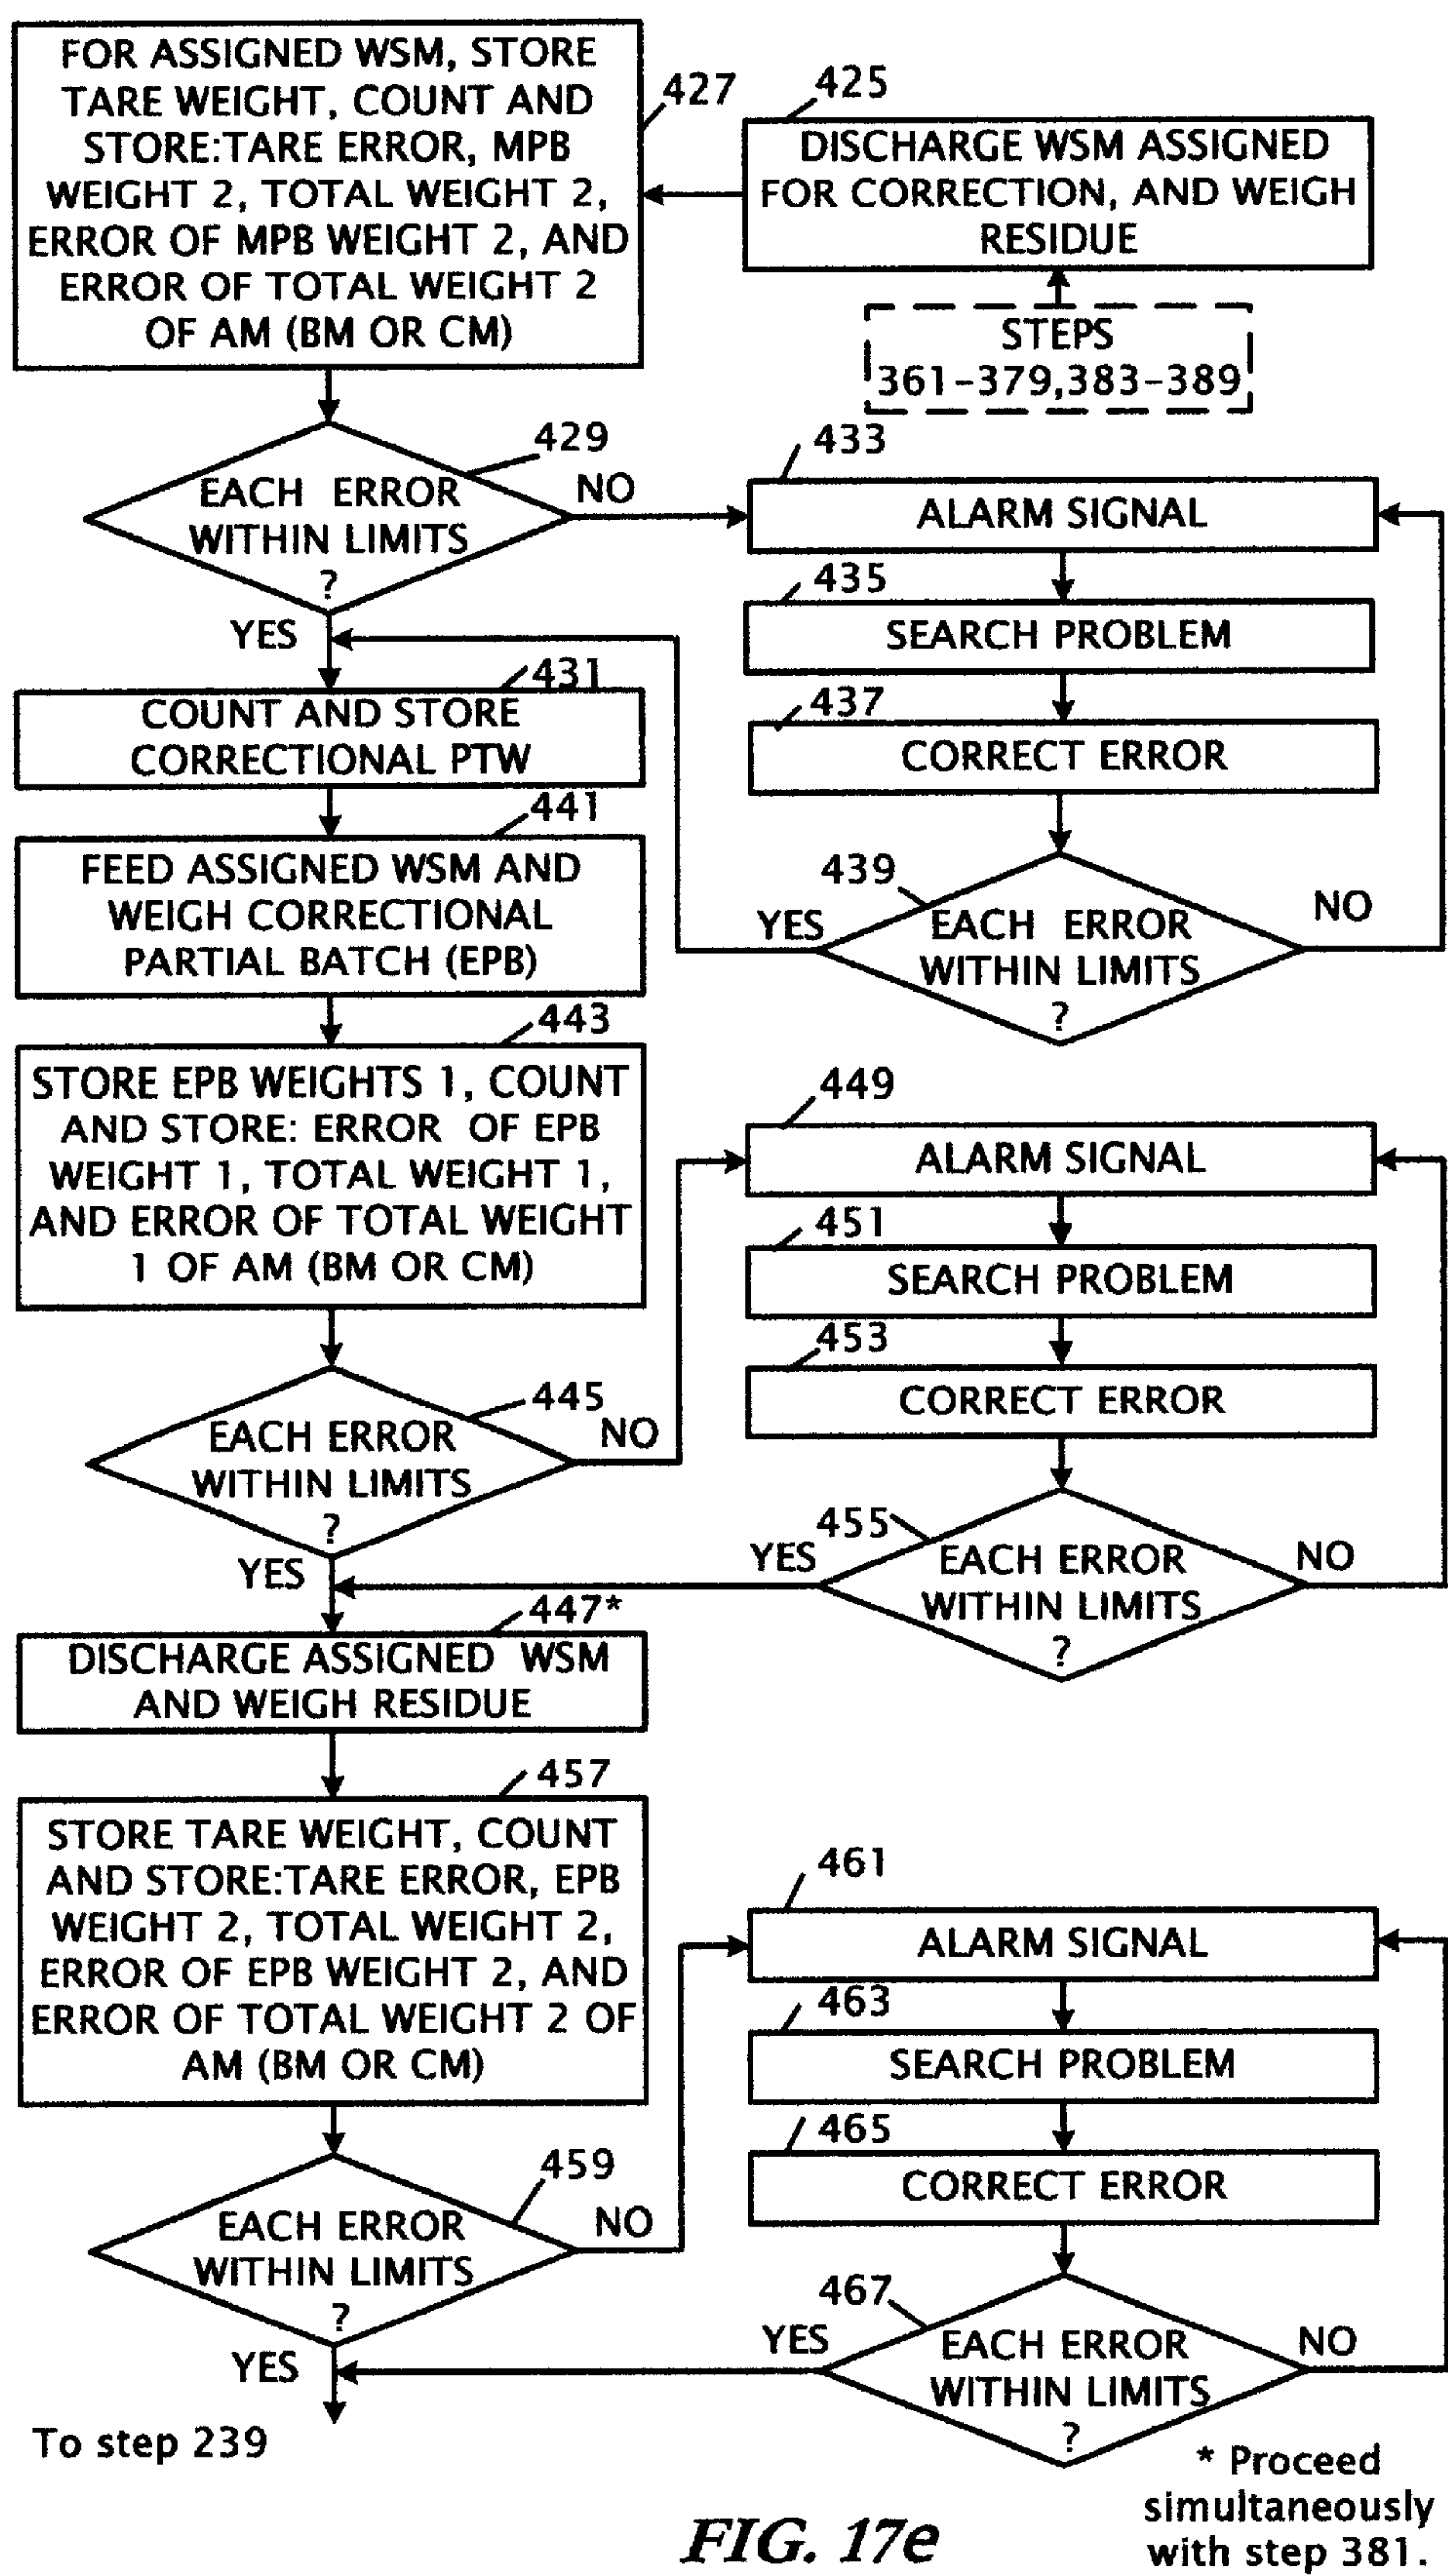 FOR ASSIGNED WSM, STORE
TARE WEIGHT, COUNT AND
STORE:TARE ERROR, MPB
WEIGHT 2, TOTAL WEIGHT 2,
ERROR OF MPB WEIGHT 2, AND
ERROR OF TOTAL WEIGHT 2
OF AM (BM OR CM)
427
425
DISCHARGE WSM ASSIGNED
FOR CORRECTION, AND WEIGH
RESIDUE
STEPS
361-379,383-389
429
EACH ERROR
WITHIN LIMITS
?
NO
YES
433
ALARM SIGNAL
435
SEARCH PROBLEM
437
CORRECT ERROR
439
EACH ERROR
WITHIN LIMITS
?
YES
NO
431
COUNT AND STORE
CORRECTIONAL PTW
441
FEED ASSIGNED WSM AND
WEIGH CORRECTIONAL
PARTIAL BATCH (EPB)
443
STORE EPB WEIGHTS 1, COUNT
AND STORE: ERROR OF EPB
WEIGHT 1, TOTAL WEIGHT 1,
AND ERROR OF TOTAL WEIGHT
1 OF AM (BM OR CM)
445
EACH ERROR
WITHIN LIMITS
?
NO
YES
449
ALARM SIGNAL
451
SEARCH PROBLEM
453
CORRECT ERROR
455
EACH ERROR
WITHIN LIMITS
?
YES
NO
447*
DISCHARGE ASSIGNED WSM
AND WEIGH RESIDUE
457
STORE TARE WEIGHT, COUNT
AND STORE:TARE ERROR, EPB
WEIGHT 2, TOTAL WEIGHT 2,
ERROR OF EPB WEIGHT 2, AND
ERROR OF TOTAL WEIGHT 2 OF
AM (BM OR CM)
459
EACH ERROR
WITHIN LIMITS
?
NO
YES
461
ALARM SIGNAL
463
SEARCH PROBLEM
465
CORRECT ERROR
467
EACH ERROR
WITHIN LIMITS
?
YES
NO
To step 239
* Proceed
simultaneously
with step 381.
FIG. 17e